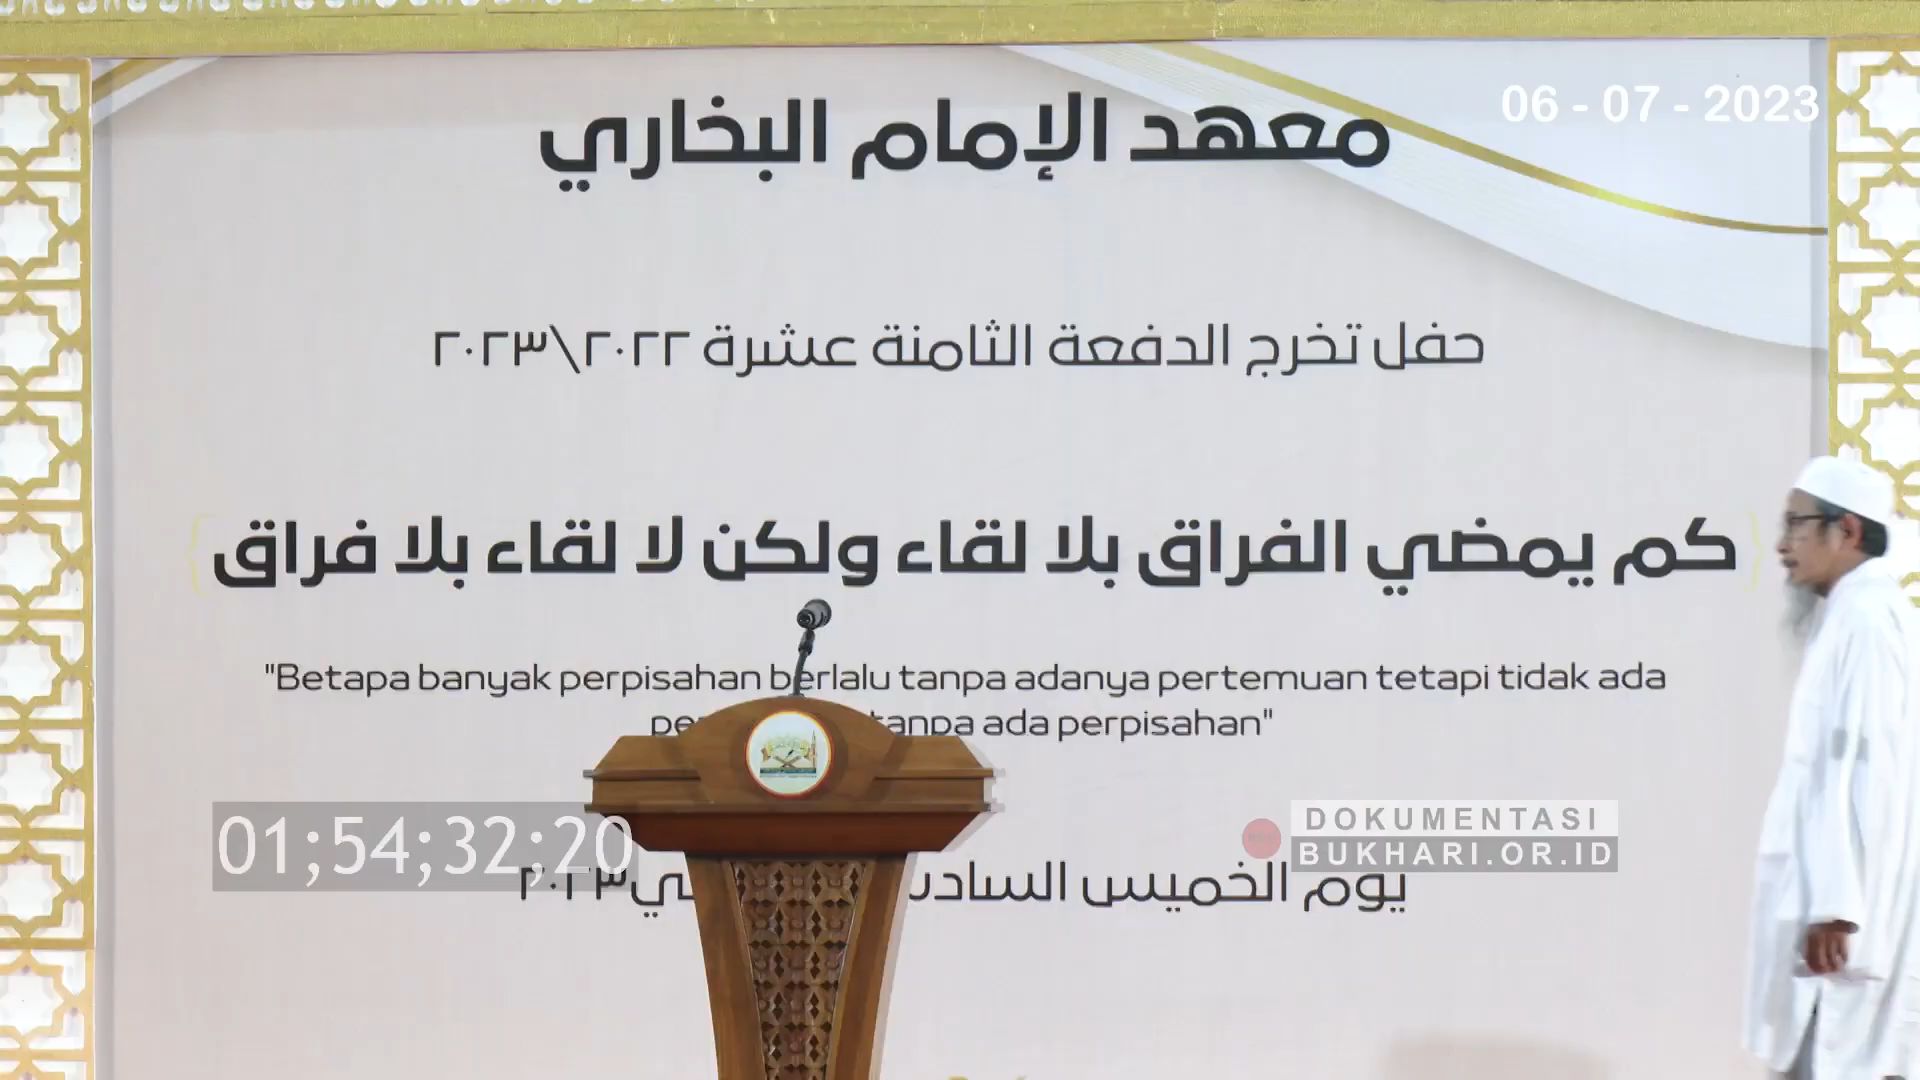 معهد الإمام البخاري
06 - 07 - 2023
حفل تخرج الدفعة الثامنة عشرة ٢٠٢٢\٢٠٢٣
كم يمضي الفراق بلا لقاء ولكن لا لقاء بلا فراق
"Betapa banyak perpisahan berlalu tanpa adanya pertemuan tetapi tidak ada
tanpa ada perpisahan"
01;54;32;20
DOKUMENTASI
BUKHARI.OR.ID
يوم الخميس ٢٠٢٣